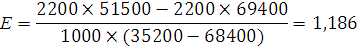 E = (2200 × 51500 − 2200 × 69400) / (1000 × (35200 − 68400)) = 1,186